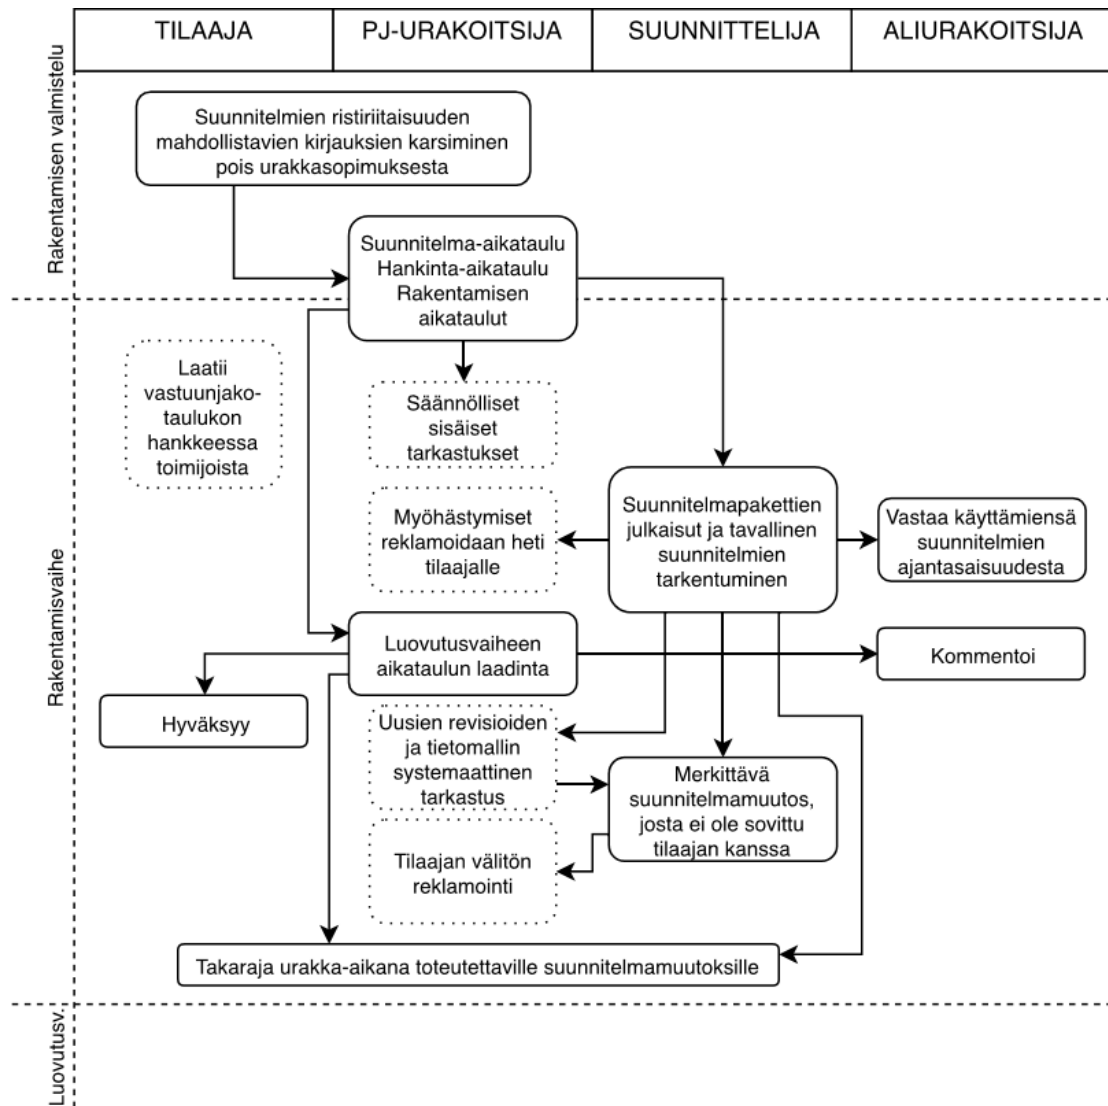 TILAAJA
PJ-URAKOITSIJA
SUUNNITTELIJA
ALIURAKOITSIJA
Rakentamisen valmistelu
Suunnitelmien ristiriitaisuuden
mahdollistavien kirjauksien karsiminen
pois urakkasopimuksesta
Suunnitelma-aikataulu
Hankinta-aikataulu
Rakentamisen
aikataulut
Rakentamisvaihe
Laatii
vastuunjako-
taulukon
hankkeessa
toimijoista
Säännölliset
sisäiset
tarkastukset
Myöhästymiset
reklamoidaan heti
tilaajalle
Suunnitelmapakettien
julkaisut ja tavallinen
suunnitelmien
tarkentuminen
Vastaa käyttämiensä
suunnitelmien
ajantasaisuudesta
Luovutusvaiheen
aikataulun laadinta
Kommentoi
Hyväksyy
Uusien revisioiden
ja tietomallin
systemaattinen
tarkastus
Merkittävä
suunnitelmamuutos,
josta ei ole sovittu
tilaajan kanssa
Tilaajan välitön
reklamointi
Takaraja urakka-aikana toteutettaville suunnitelmamuutoksille
Luovutusv.